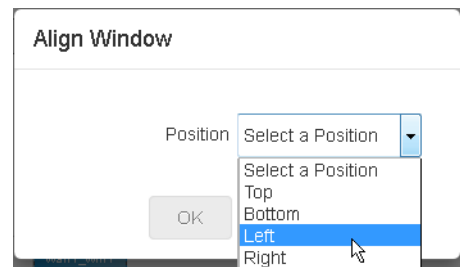 Align Window
Position Select a Position
Select a Position
Top
Bottom
OK
Left
Right